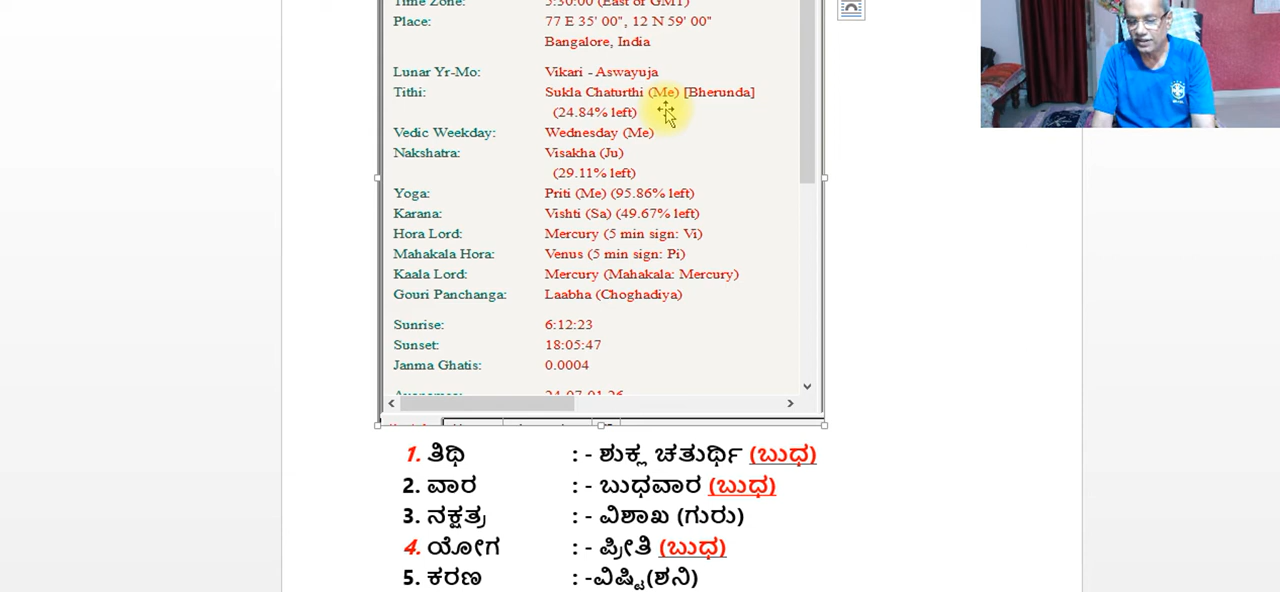 Time Zone: 5:30:00 (East of GMT)
Place: 77 E 35' 00", 12 N 59' 00"
Bangalore, India
Lunar Yr-Mo: Vikari - Aswayuja
Tithi: Sukla Chaturthi (Me) [Bherunda]
(24.84% left)
Vedic Weekday: Wednesday (Me)
Nakshatra: Visakha (Ju)
(29.11% left)
Yoga: Priti (Me) (95.86% left)
Karana: Vishti (Sa) (49.67% left)
Hora Lord: Mercury (5 min sign: Vi)
Mahakala Hora: Venus (5 min sign: Pi)
Kaala Lord: Mercury (Mahakala: Mercury)
Gouri Panchanga: Laabha (Choghadiya)
Sunrise: 6:12:23
Sunset: 18:05:47
Janma Ghatis: 0.0004
1. ತಿಥಿ : - ಶುಕ್ಲ ಚತುರ್ಥಿ (ಬುಧ)
2. ವಾರ : - ಬುಧವಾರ (ಬುಧ)
3. ನಕ್ಷತ್ರ : - ವಿಶಾಖ (ಗುರು)
4. ಯೋಗ : - ಪ್ರೀತಿ (ಬುಧ)
5. ಕರಣ : -ವಿಷ್ಟಿ(ಶನಿ)